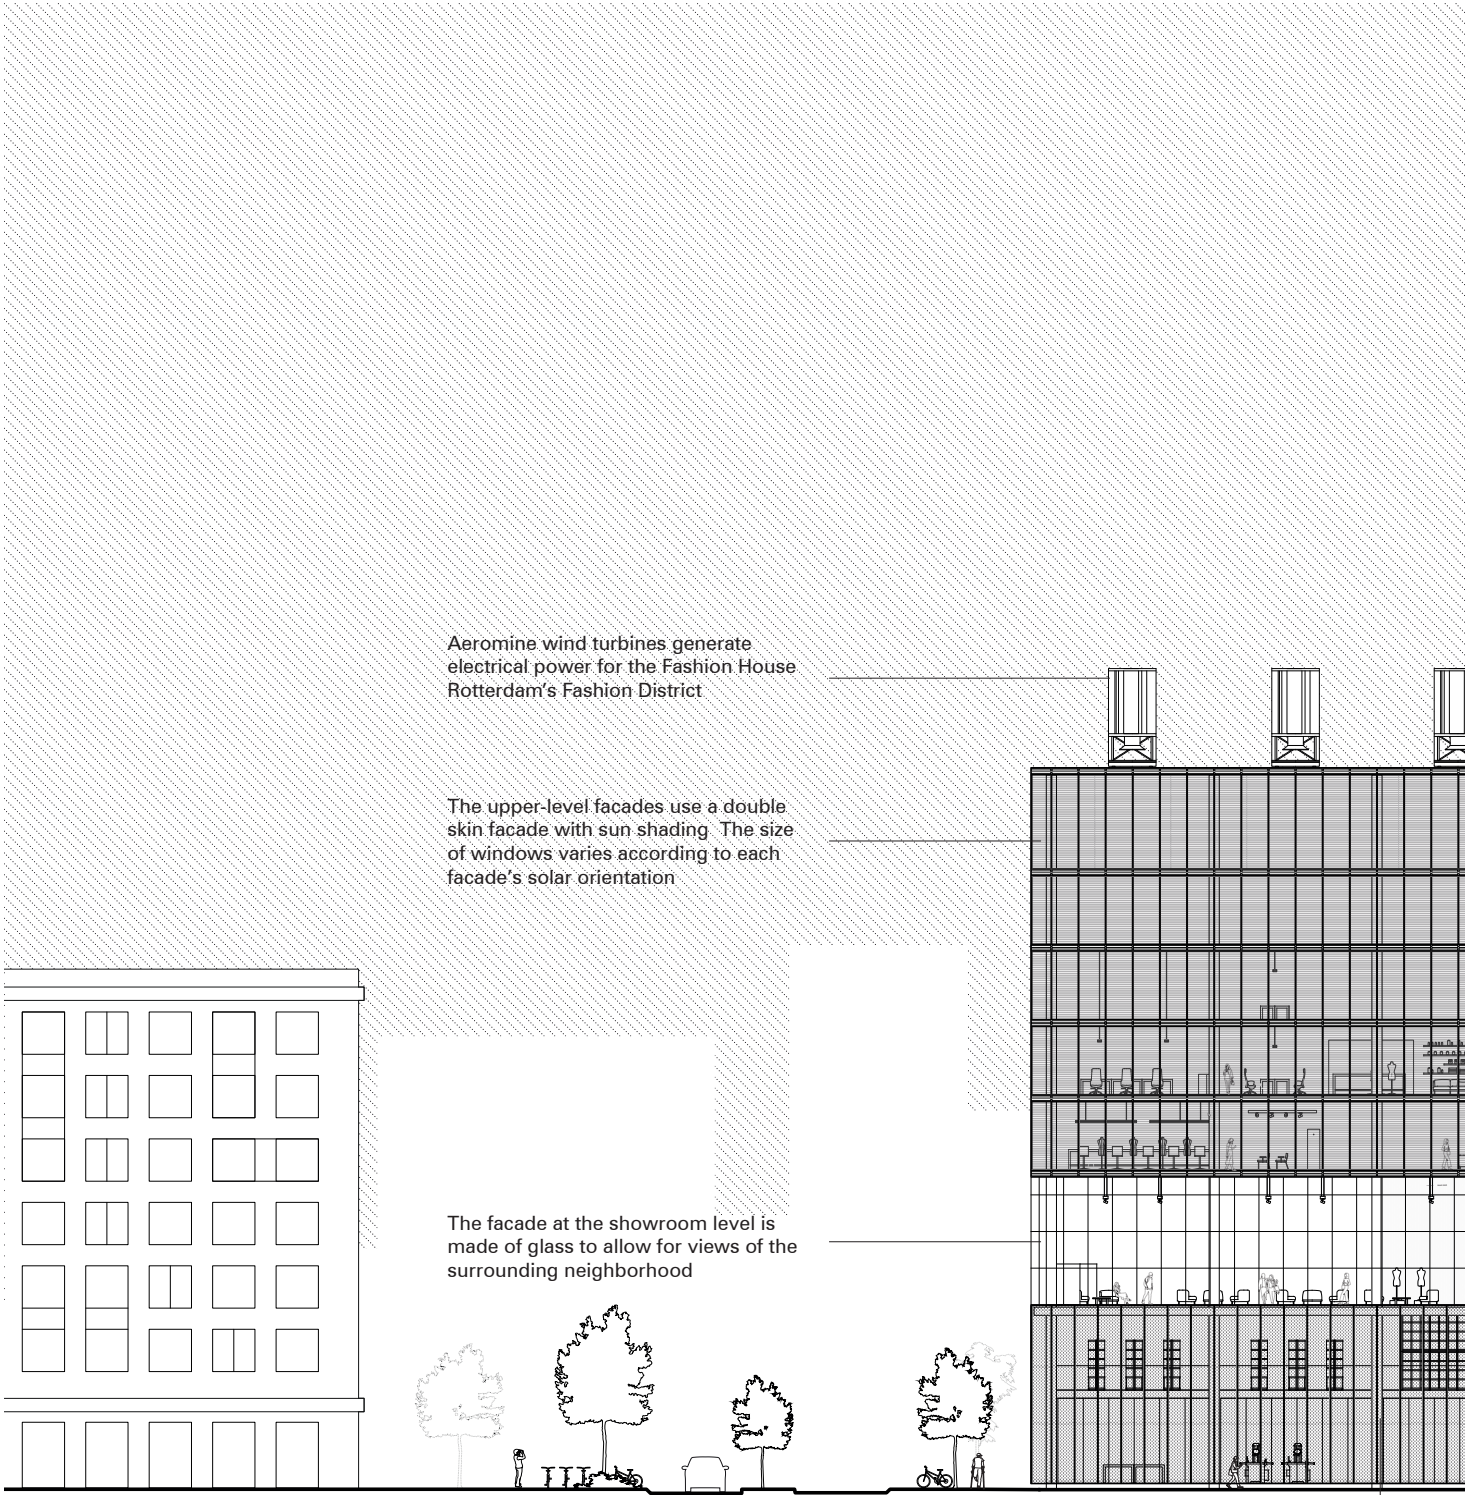 Aeromine wind turbines generate
electrical power for the Fashion House
Rotterdam's Fashion District
The upper-level facades use a double
skin facade with sun shading  The size
of windows varies according to each
facade's solar orientation
The facade at the showroom level is
made of glass to allow for views of the
surrounding neighborhood